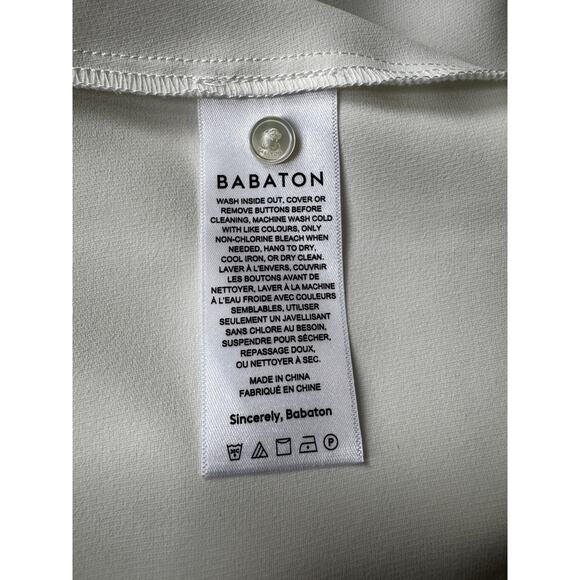 BABATON
WASH INSIDE OUT, COVER OR
REMOVE BUTTONS BEFORE
CLEANING, MACHINE WASH COLD
WITH LIKE COLOURS, ONLY
NON-CHLORINE BLEACH WHEN
NEEDED, HANG TO DRY,
COOL IRON, OR DRY CLEAN.
LAVER À L'ENVERS, COUVRIR
LES BOUTONS AVANT DE
NETTOYER, LAVER À LA MACHINE
À L'EAU FROIDE AVEC COULEURS
SEMBLABLES, UTILISER
SEULEMENT UN JAVELLISANT
SANS CHLORE AU BESOIN,
SUSPENDRE POUR SÉCHER,
REPASSAGE DOUX,
OU NETTOYER À SEC.
MADE IN CHINA
FABRIQUÉ EN CHINE
Sincerely, Babaton
30C P